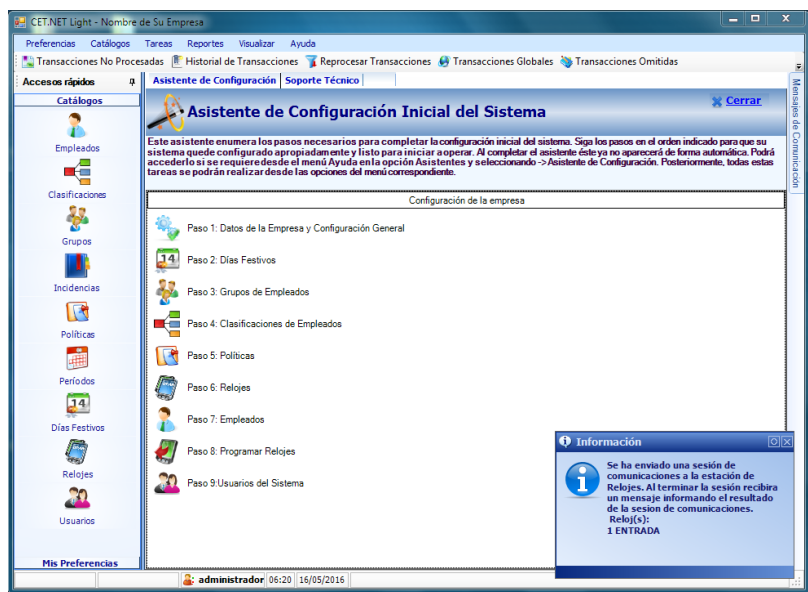 CET.NET Light - Nombre de Su Empresa
Preferencias Catálogos Tareas Reportes Visualizar Ayuda
Transacciones No Procesadas Historial de Transacciones Reprocesar Transacciones Transacciones Globales Transacciones Omitidas
Accesos rápidos
Asistente de Configuración Soporte Técnico
Mensajes de Comunicación
Catálogos
Empleados
Clasificaciones
Grupos
Incidencias
Políticas
Períodos
14
Días Festivos
Relojes
Usuarios
Mis Preferencias
Asistente de Configuración Inicial del Sistema
Cerrar
Este asistente enumera los pasos necesarios para completar la configuración inicial del sistema. Siga los pasos en el orden indicado para que su
sistema quede configurado apropiadamente y listo para iniciar a operar. Al completar el asistente éste ya no aparecerá de forma automática. Podrá
accederlo si se requiere desde el menú Ayuda en la opción Asistentes y seleccionando ->Asistente de Configuración. Posteriormente, todas estas
tareas se podrán realizar desde las opciones del menú correspondiente.
Configuración de la empresa
Paso 1: Datos de la Empresa y Configuración General
14
Paso 2: Días Festivos
Paso 3: Grupos de Empleados
Paso 4: Clasificaciones de Empleados
Paso 5: Políticas
Paso 6: Relojes
Paso 7: Empleados
Paso 8: Programar Relojes
Paso 9:Usuarios del Sistema
Información
Se ha enviado una sesión de
comunicaciones a la estación de
Relojes. Al terminar la sesión recibira
un mensaje informando el resultado
de la sesion de comunicaciones.
Reloj(s):
1 ENTRADA
administrador 06:20 16/05/2016